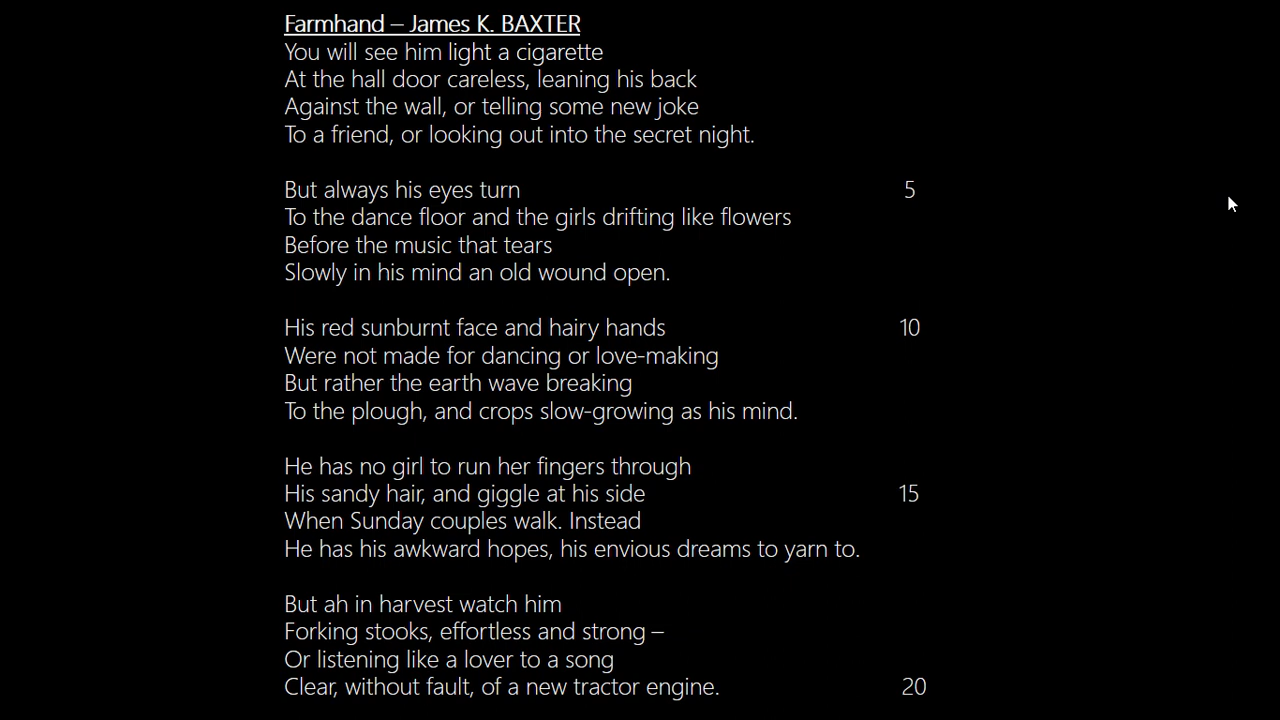 Farmhand – James K. BAXTER
You will see him light a cigarette
At the hall door careless, leaning his back
Against the wall, or telling some new joke
To a friend, or looking out into the secret night.
But always his eyes turn 5
To the dance floor and the girls drifting like flowers
Before the music that tears
Slowly in his mind an old wound open.
His red sunburnt face and hairy hands 10
Were not made for dancing or love-making
But rather the earth wave breaking
To the plough, and crops slow-growing as his mind.
He has no girl to run her fingers through
His sandy hair, and giggle at his side 15
When Sunday couples walk. Instead
He has his awkward hopes, his envious dreams to yarn to.
But ah in harvest watch him
Forking stooks, effortless and strong –
Or listening like a lover to a song
Clear, without fault, of a new tractor engine. 20